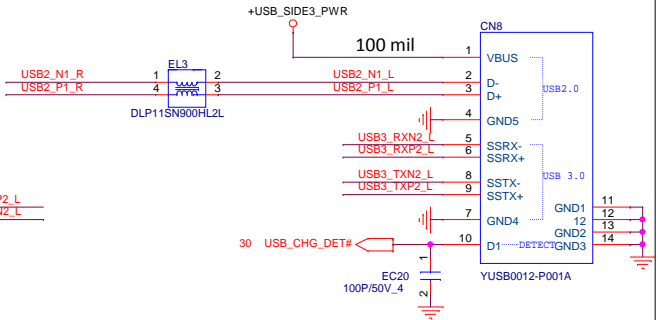 +USB_SIDE3_PWR
CN8
100 mil
1 VBUS
EL3
USB2_N1_R 1 2 USB2_N1_L 2 D-
USB2_P1_R 4 3 USB2_P1_L 3 D+
USB2.0
DLP11SN900HL2L
4 GND5
USB3_RXN2_L 5 SSRX-
USB3_RXP2_L 6 SSRX+
USB3_TXN2_L 8 SSTX-
USB 3.0
USB3_TXP2_L 9 SSTX+
P2_L
N2_L
7 GND4
GND1 11
12 12
GND2 13
30 USB_CHG_DET# 10 D1 DETECT GND3 14
1
EC20
100P/50V_4
2
YUSB0012-P001A